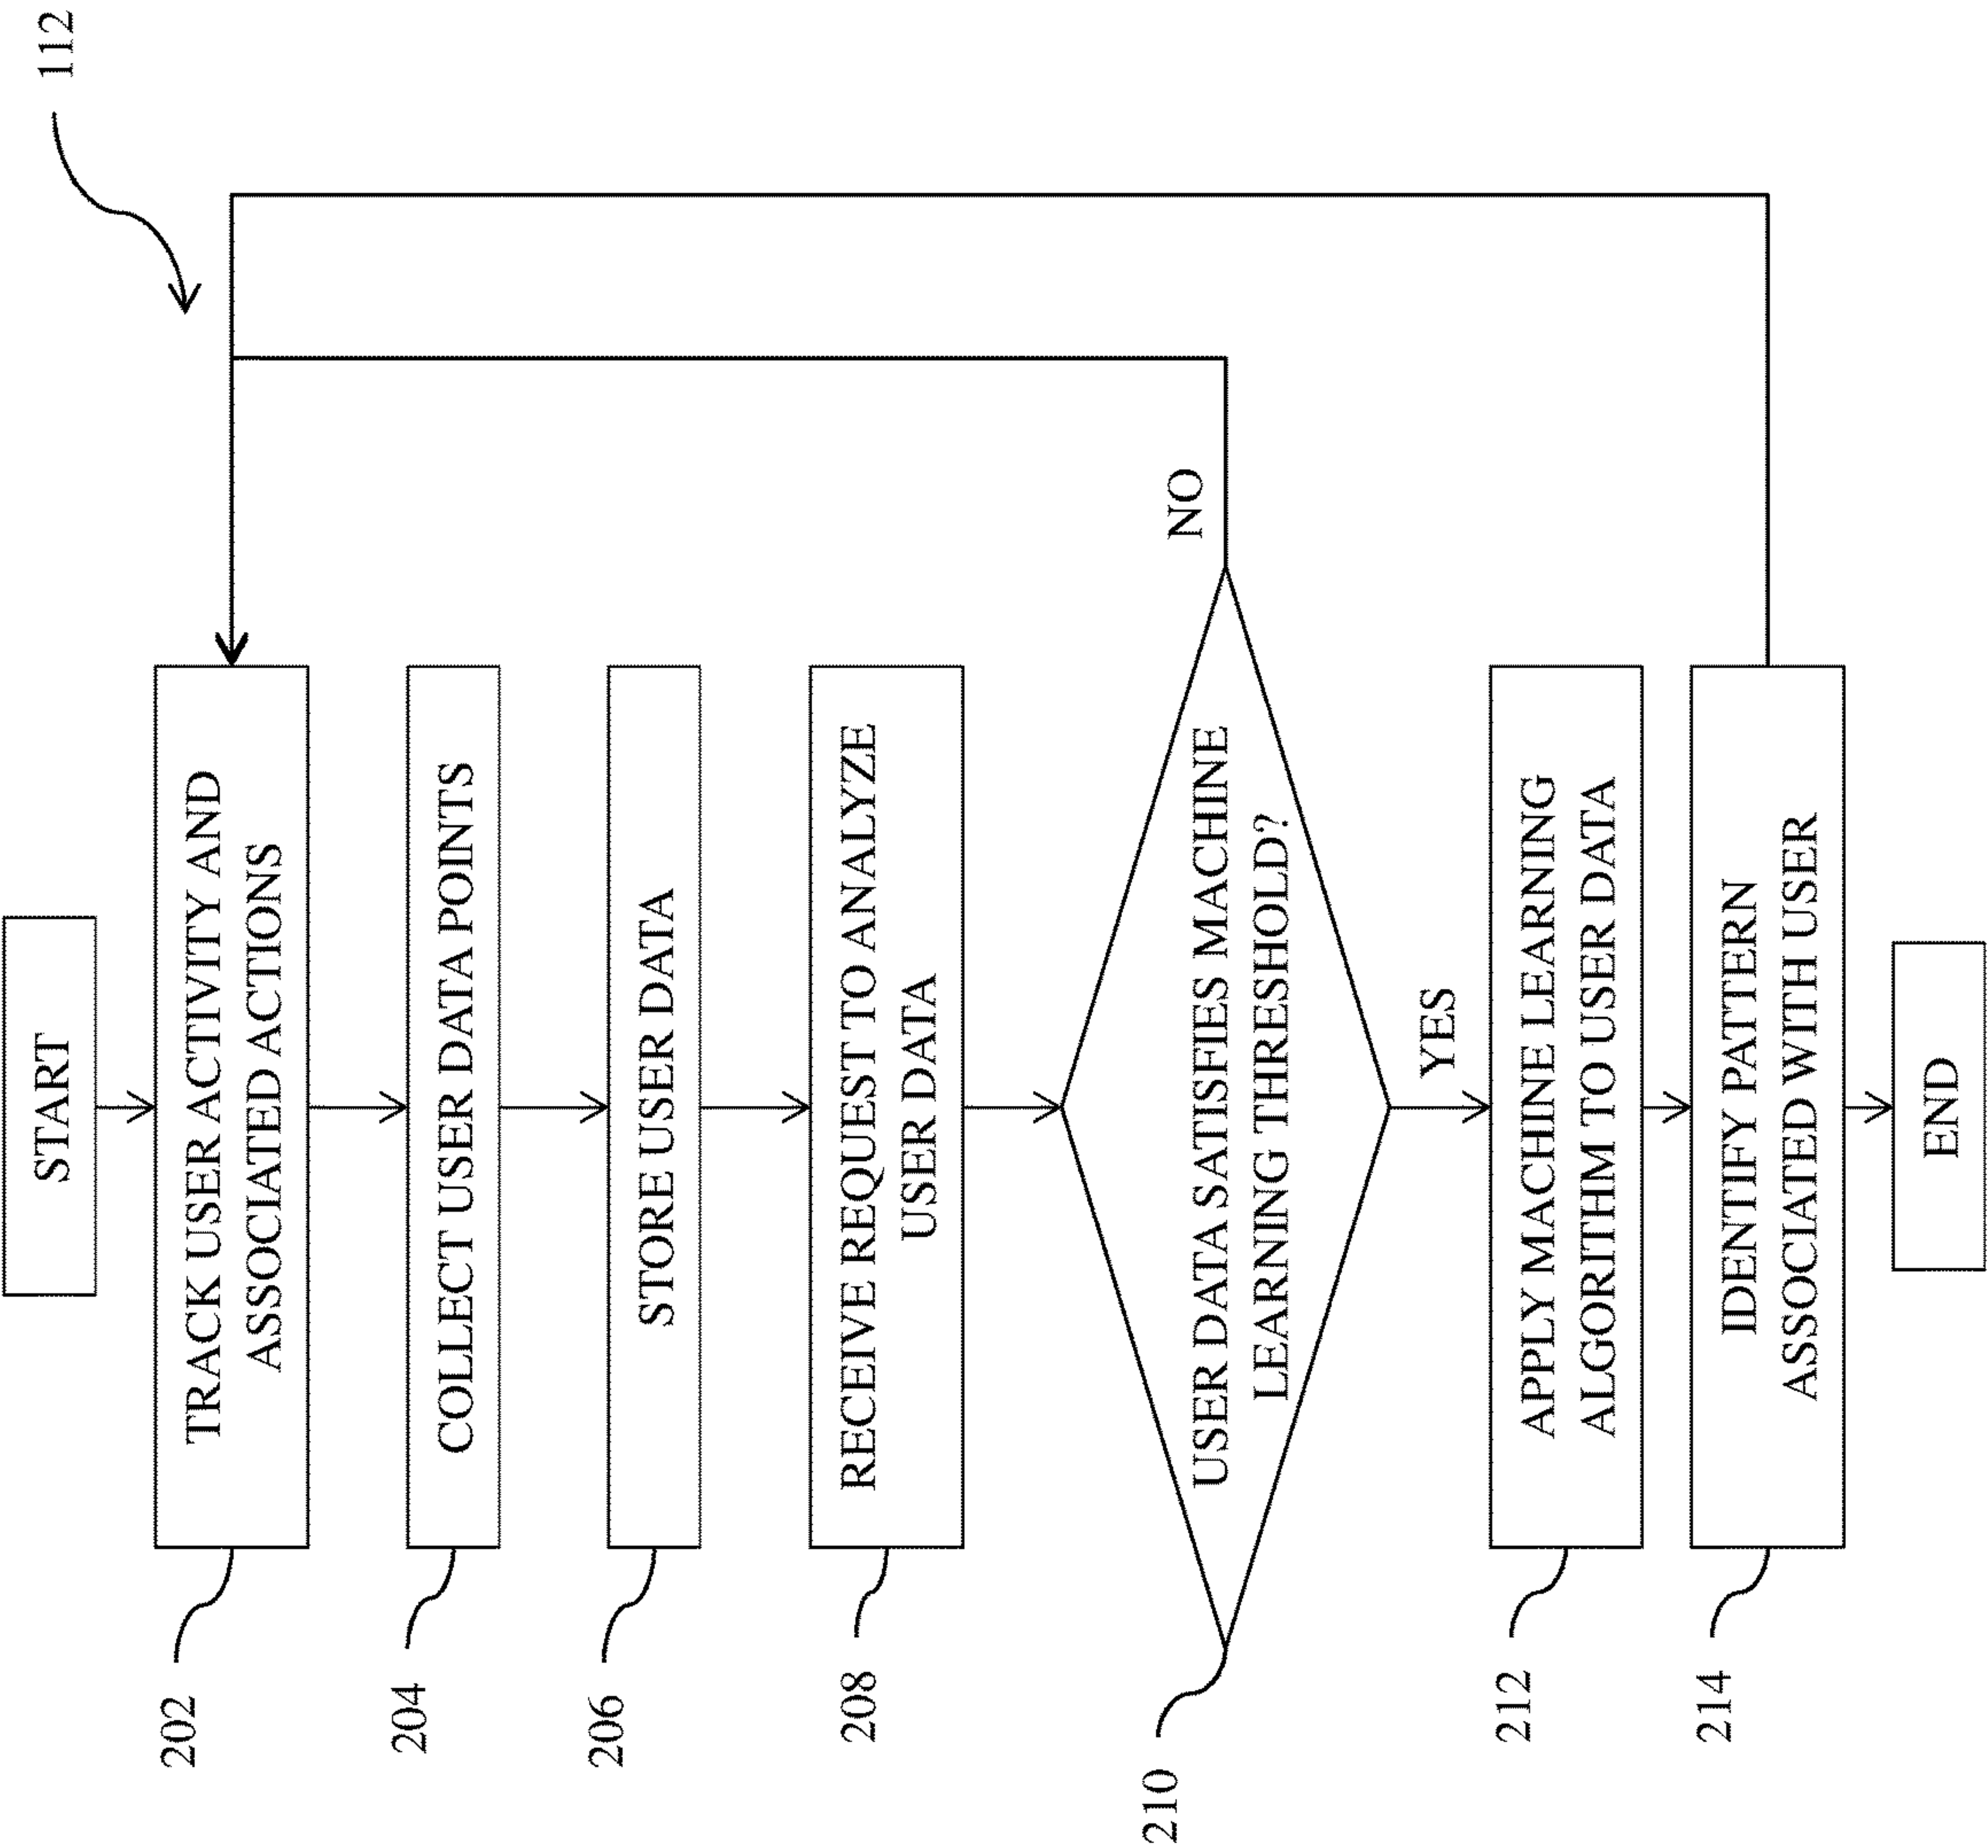 112
START
202
TRACK USER ACTIVITY AND
ASSOCIATED ACTIONS
204
COLLECT USER DATA POINTS
206
STORE USER DATA
208
RECEIVE REQUEST TO ANALYZE
USER DATA
210
USER DATA SATISFIES MACHINE
LEARNING THRESHOLD?
NO
YES
212
APPLY MACHINE LEARNING
ALGORITHM TO USER DATA
214
IDENTIFY PATTERN
ASSOCIATED WITH USER
END